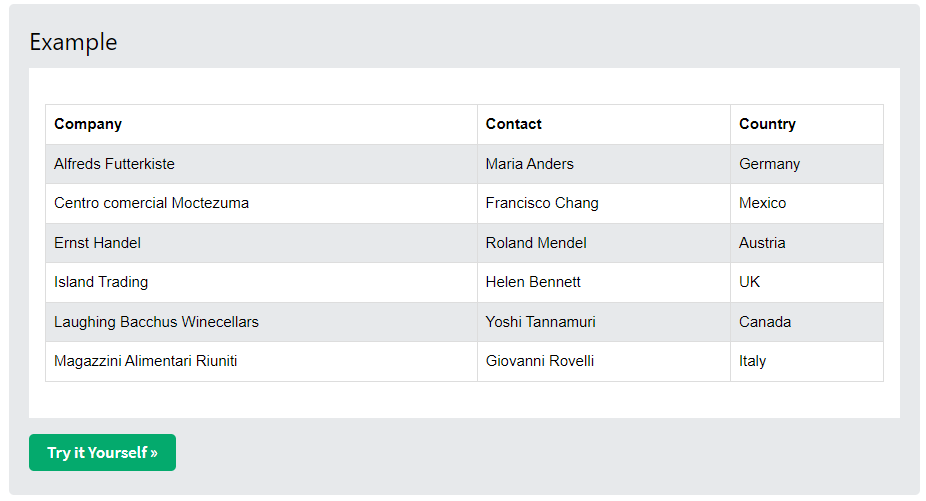 Example
Company Contact Country
Alfreds Futterkiste Maria Anders Germany
Centro comercial Moctezuma Francisco Chang Mexico
Ernst Handel Roland Mendel Austria
Island Trading Helen Bennett UK
Laughing Bacchus Winecellars Yoshi Tannamuri Canada
Magazzini Alimentari Riuniti Giovanni Rovelli Italy
Try it Yourself »